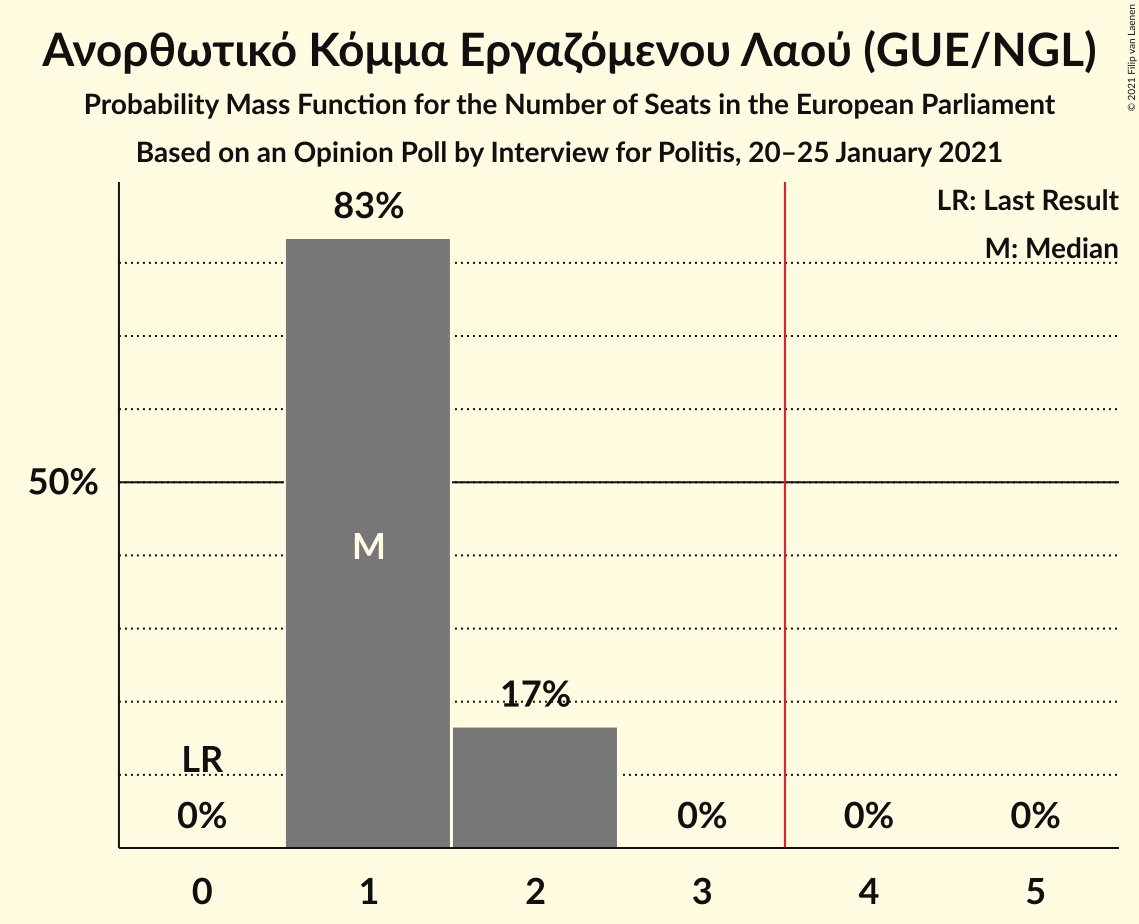 Ανορθωτικό Κόμμα Εργαζόμενου Λαού (GUE/NGL)
Probability Mass Function for the Number of Seats in the European Parliament
Based on an Opinion Poll by Interview for Politis, 20–25 January 2021
© 2021 Filip van Laenen
LR: Last Result
M: Median
83%
50%
M
17%
LR
0%
0%
0%
0%
0
1
2
3
4
5